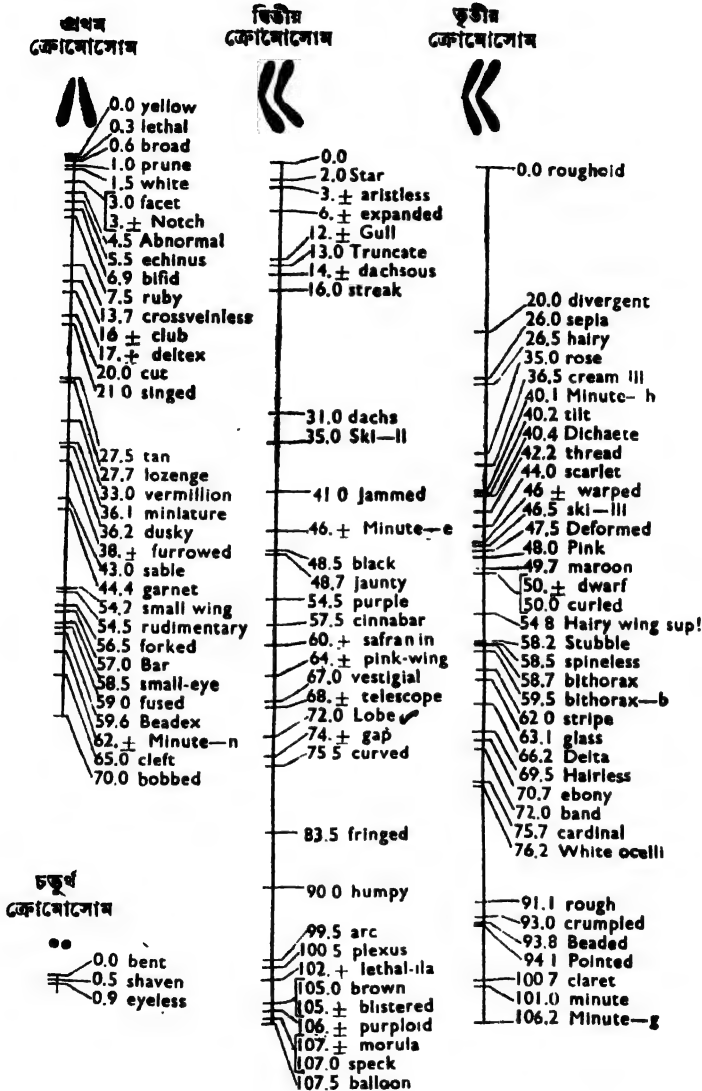 প্রথম
ক্রোমোসোম
0.0 yellow
0.3 lethal
0.6 broad
1.0 prune
1.5 white
3.0 facet
3. ± Notch
4.5 Abnormal
5.5 echinus
6.9 bifid
7.5 ruby
13.7 crossveinless
16 ± club
17. ± deltex
20.0 cut
21 0 singed
27.5 tan
27.7 lozenge
33.0 vermillion
36.1 miniature
36.2 dusky
38. ± furrowed
43.0 sable
44.4 garnet
54.2 small wing
54.5 rudimentary
56.5 forked
57.0 Bar
58.5 small-eye
59 0 fused
59.6 Beadex
62. ± Minute—n
65.0 cleft
70.0 bobbed
চতুর্থ
ক্রোমোসোম
0.0 bent
0.5 shaven
0.9 eyeless
দ্বিতীয়
ক্রোমোসোম
0.0
2.0 Star
3. ± aristless
6. ± expanded
12. ± Gull
13.0 Truncate
14. ± dachsous
16.0 streak
31.0 dachs
35.0 Ski—II
41 0 Jammed
46. ± Minute—e
48.5 black
48.7 jaunty
54.5 purple
57.5 cinnabar
60. + safranin
64. ± pink-wing
67.0 vestigial
68. ± telescope
72.0 Lobe
74. ± gap
75 5 curved
83.5 fringed
90 0 humpy
99.5 arc
100 5 plexus
102. + lethal-IIa
105.0 brown
105. ± blistered
106. ± purploid
107. ± morula
107.0 speck
107.5 balloon
তৃতীয়
ক্রোমোসোম
0.0 roughoid
20.0 divergent
26.0 sepia
26.5 hairy
35.0 rose
36.5 cream III
40.1 Minute— h
40.2 tilt
40.4 Dichaete
42.2 thread
44.0 scarlet
46 ± warped
46.5 ski—III
47.5 Deformed
48.0 Pink
49.7 maroon
50. ± dwarf
50.0 curled
54 8 Hairy wing sup!
58.2 Stubble
58.5 spineless
58.7 bithorax
59.5 bithorax—b
62 0 stripe
63.1 glass
66.2 Delta
69.5 Hairless
70.7 ebony
72.0 band
75.7 cardinal
76.2 White ocelli
91.1 rough
93.0 crumpled
93.8 Beaded
94 1 Pointed
100 7 claret
101.0 minute
106.2 Minute—g